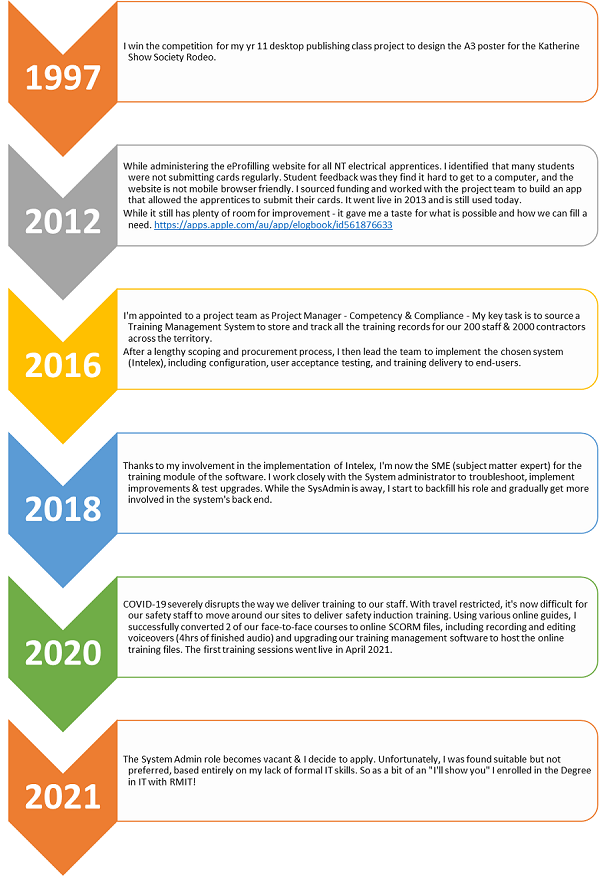 1997
I win the competition for my yr 11 desktop publishing class project to design the A3 poster for the Katherine
Show Society Rodeo.
2012
While administering the eProfilling website for all NT electrical apprentices. I identified that many students
were not submitting cards regularly. Student feedback was they find it hard to get to a computer, and the
website is not mobile browser friendly. I sourced funding and worked with the project team to build an app
that allowed the apprentices to submit their cards. It went live in 2013 and is still used today.
While it still has plenty of room for improvement - it gave me a taste for what is possible and how we can fill a
need. https://apps.apple.com/au/app/elogbook/id561876633
2016
I'm appointed to a project team as Project Manager - Competency & Compliance - My key task is to source a
Training Management System to store and track all the training records for our 200 staff & 2000 contractors
across the territory.
After a lengthy scoping and procurement process, I then lead the team to implement the chosen system
(Intelex), including configuration, user acceptance testing, and training delivery to end-users.
2018
Thanks to my involvement in the implementation of Intelex, I'm now the SME (subject matter expert) for the
training module of the software. I work closely with the System administrator to troubleshoot, implement
improvements & test upgrades. While the SysAdmin is away, I start to backfill his role and gradually get more
involved in the system's back end.
2020
COVID-19 severely disrupts the way we deliver training to our staff. With travel restricted, it's now difficult for
our safety staff to move around our sites to deliver safety induction training. Using various online guides, I
successfully converted 2 of our face-to-face courses to online SCORM files, including recording and editing
voiceovers (4hrs of finished audio) and upgrading our training management software to host the online
training files. The first training sessions went live in April 2021.
2021
The System Admin role becomes vacant & I decide to apply. Unfortunately, I was found suitable but not
preferred, based entirely on my lack of formal IT skills. So as a bit of an "I'll show you" I enrolled in the Degree
in IT with RMIT!